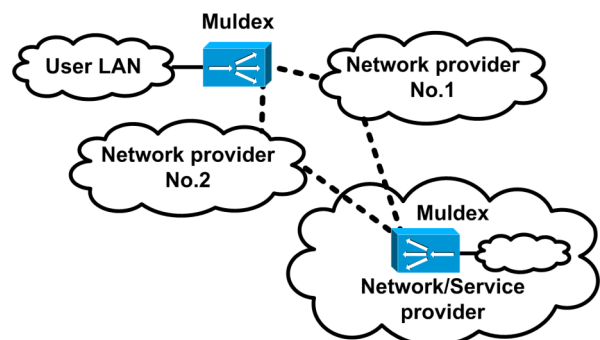 Muldex
User LAN
Network provider
No.1
Network provider
No.2
Muldex
Network/Service
provider